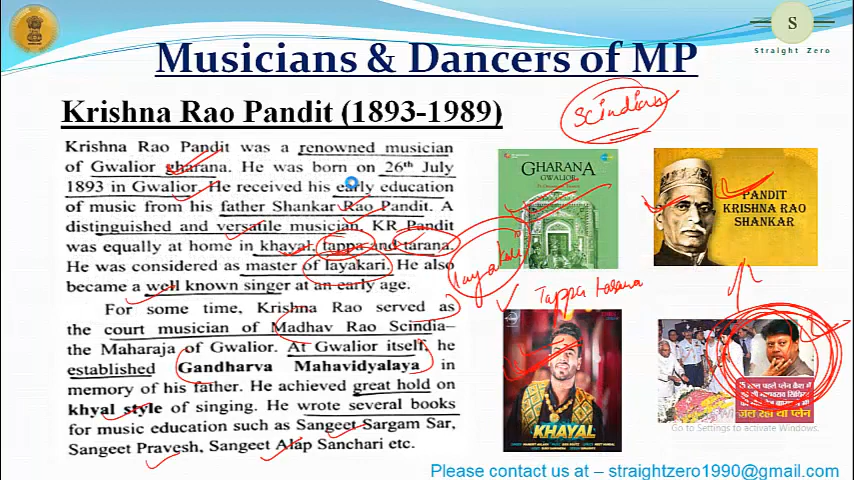 S
Straight Zero
Musicians & Dancers of MP
Krishna Rao Pandit (1893-1989)
Scindias
Krishna Rao Pandit was a renowned musician
of Gwalior gharana. He was born on 26th July
1893 in Gwalior. He received his early education
of music from his father Shankar Rao Pandit. A
distinguished and versatile musician, KR Pandit
was equally at home in khayal, tappa and tarana.
He was considered as master of layakari. He also
became a well known singer at an early age.
For some time, Krishna Rao served as
the court musician of Madhav Rao Scindia–
the Maharaja of Gwalior. At Gwalior itself, he
established Gandharva Mahavidyalaya in
memory of his father. He achieved great hold on
khyal style of singing. He wrote several books
for music education such as Sangeet Sargam Sar,
Sangeet Pravesh, Sangeet Alap Sanchari etc.
GHARANA
GWALIOR
PANDIT
KRISHNA RAO
SHANKAR
layakari
Tappa tarana
KHAYAL
जल रहा था प्लेन
Go to Settings to activate Windows.
Please contact us at – straightzero1990@gmail.com